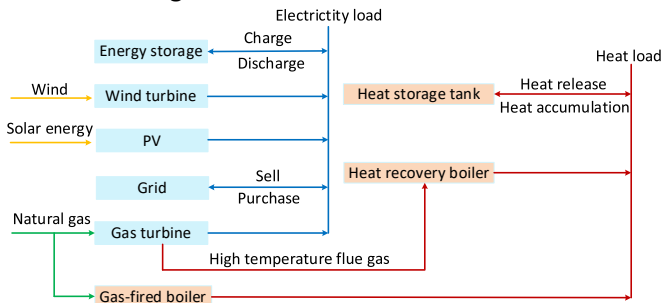 Electrictity load
Energy storage
Charge
Discharge
Heat load
Wind
Wind turbine
Heat storage tank
Heat release
Heat accumulation
Solar energy
PV
Grid
Sell
Purchase
Heat recovery boiler
Natural gas
Gas turbine
High temperature flue gas
Gas-fired boiler